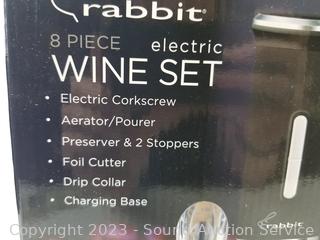 rabbit®
8 PIECE electric
WINE SET
• Electric Corkscrew
• Aerator/Pourer
• Preserver & 2 Stoppers
• Foil Cutter
• Drip Collar
• Charging Base
rabbit
Copyright 2023 - Sound Auction Service